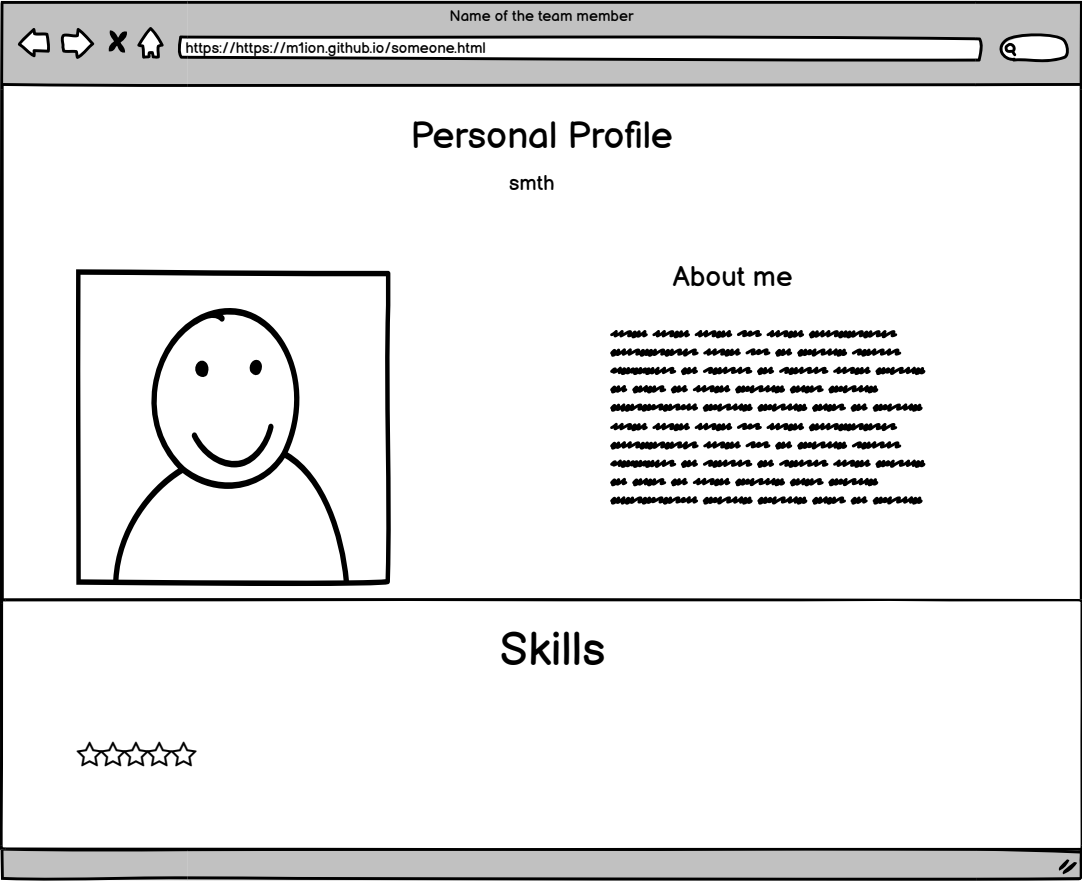 Name of the team member
https://https://m1ion.github.io/someone.html
Personal Profile
smth
About me
Skills